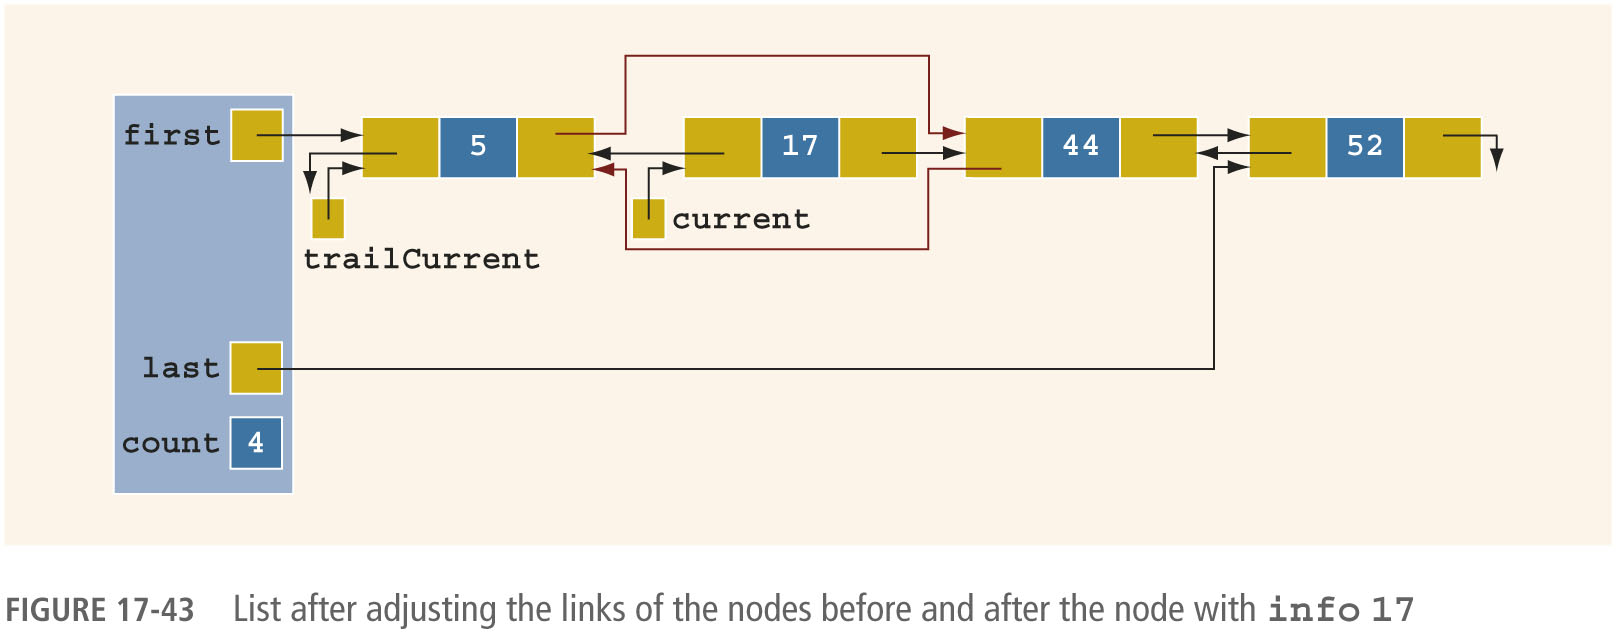 first
5
17
44
52
current
trailCurrent
last
count 4
FIGURE 17-43 List after adjusting the links of the nodes before and after the node with info 17